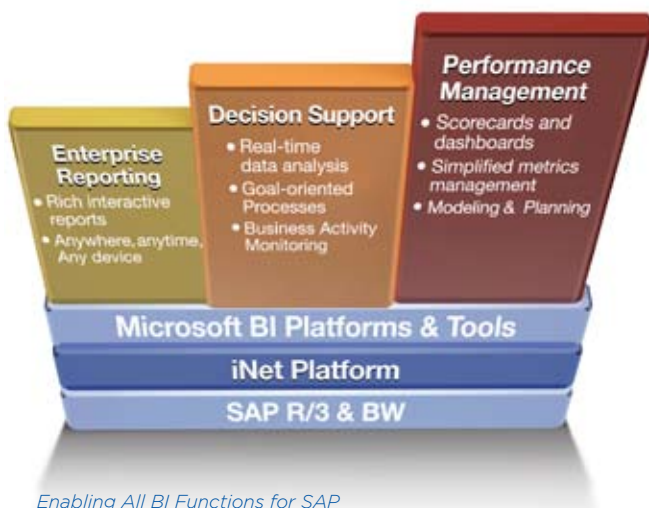 Enterprise
Reporting
• Rich interactive
reports
• Anywhere, anytime,
Any device
Decision Support
• Real-time
data analysis
• Goal-oriented
Processes
• Business Activity
Monitoring
Performance
Management
• Scorecards and
dashboards
• Simplified metrics
management
• Modeling & Planning
Microsoft BI Platforms & Tools
iNet Platform
SAP R/3 & BW
Enabling All BI Functions for SAP